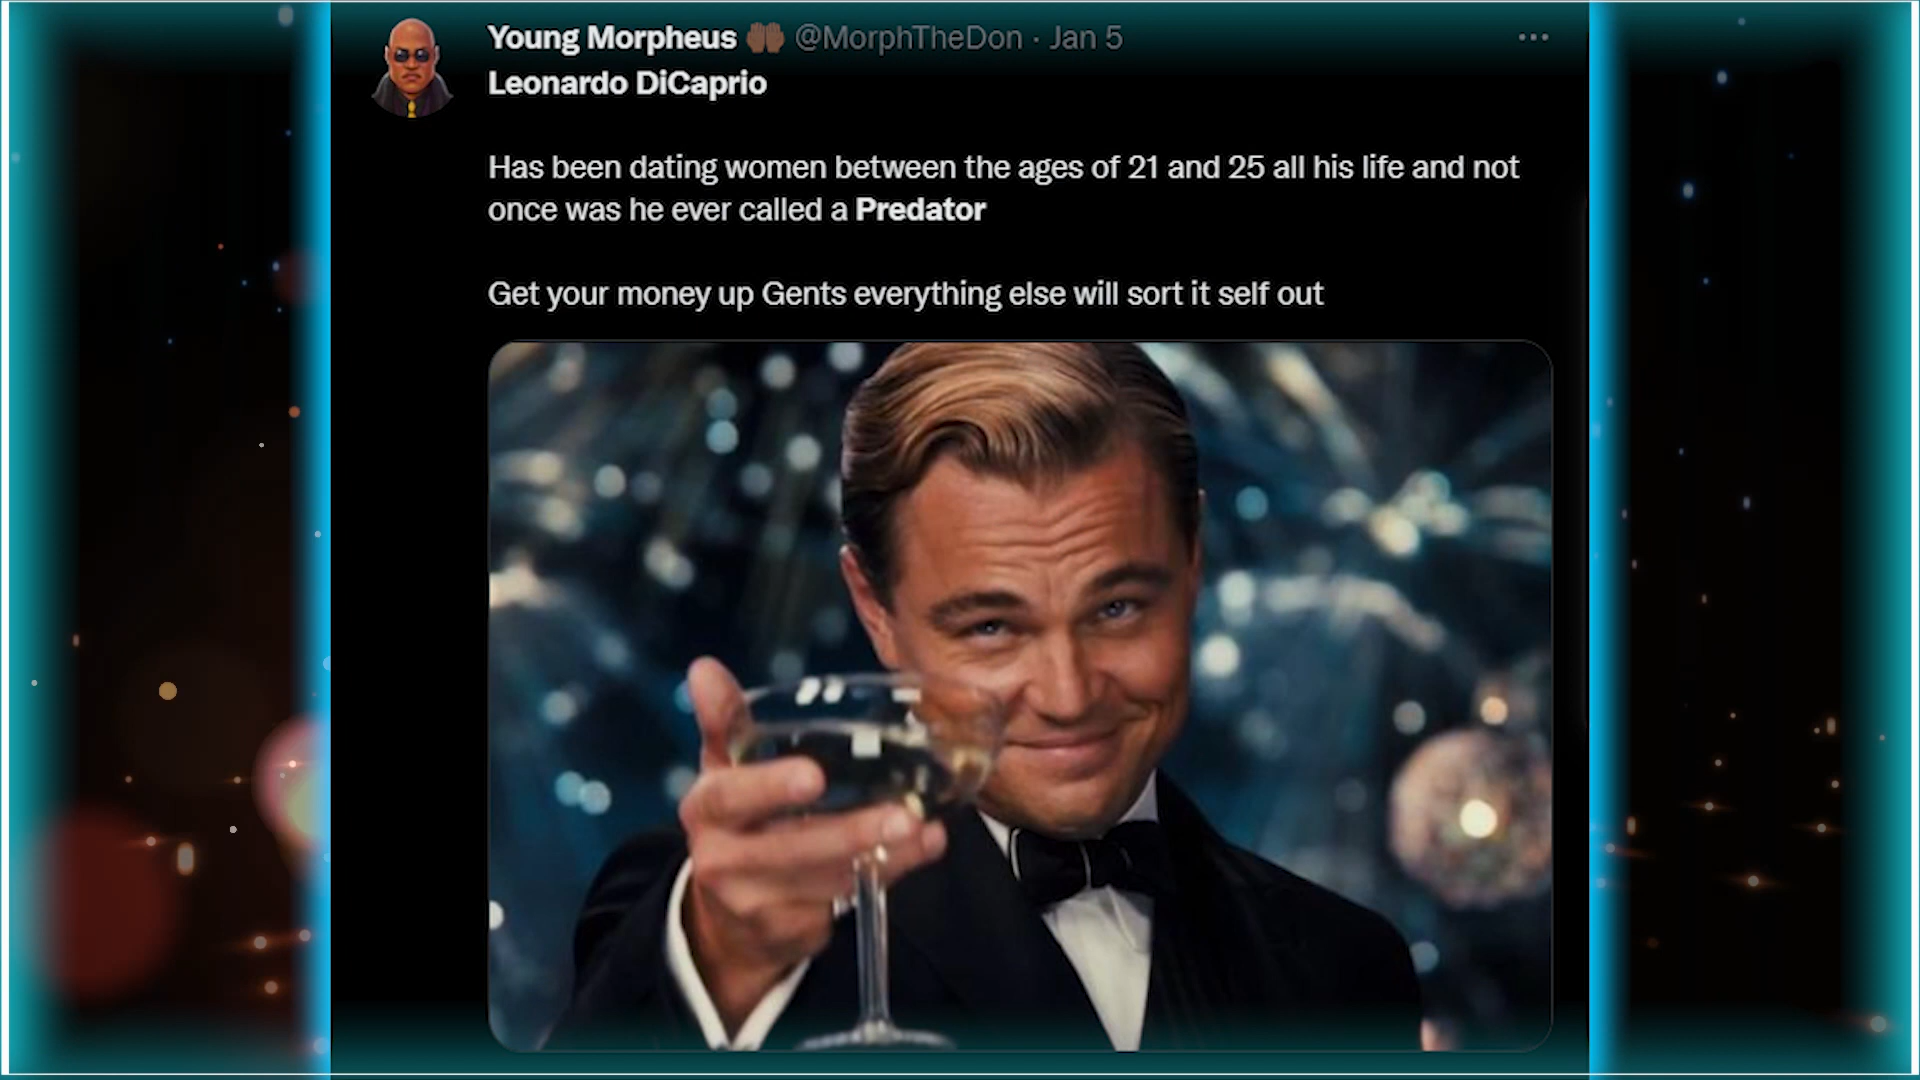 Young Morpheus 🙌🏾 @MorphTheDon · Jan 5
Leonardo DiCaprio
Has been dating women between the ages of 21 and 25 all his life and not
once was he ever called a Predator
Get your money up Gents everything else will sort it self out